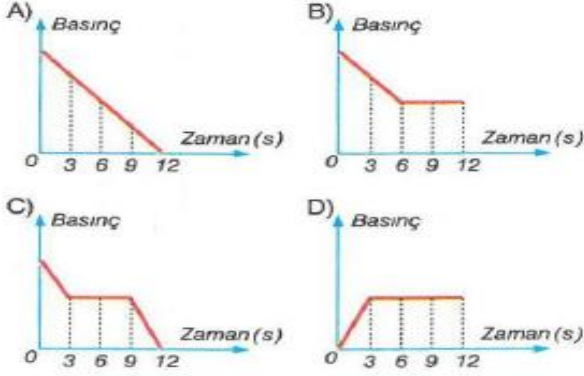 A)
Basınç
Zaman (s)
0 3 6 9 12
B)
Basınç
Zaman (s)
0 3 6 9 12
C)
Basınç
Zaman (s)
0 3 6 9 12
D)
Basınç
Zaman (s)
0 3 6 9 12